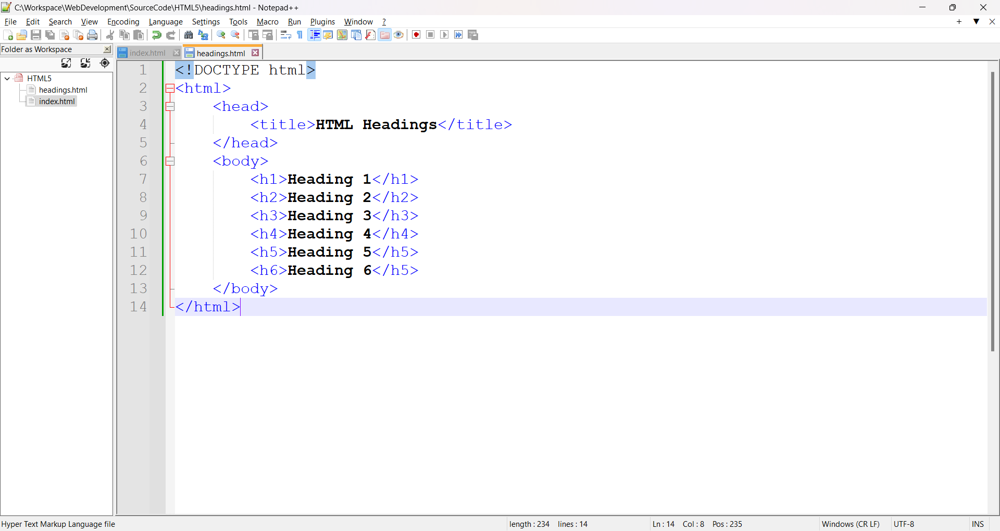 C:\Workspace\WebDevelopment\SourceCode\HTML5\headings.html - Notepad++
File Edit Search View Encoding Language Settings Tools Macro Run Plugins Window ?
Folder as Workspace
index.html headings.html
HTML5
headings.html
index.html
1 <!DOCTYPE html>
2 <html>
3 <head>
4 <title>HTML Headings</title>
5 </head>
6 <body>
7 <h1>Heading 1</h1>
8 <h2>Heading 2</h2>
9 <h3>Heading 3</h3>
10 <h4>Heading 4</h4>
11 <h5>Heading 5</h5>
12 <h6>Heading 6</h5>
13 </body>
14 </html>
Hyper Text Markup Language file length : 234 lines : 14 Ln : 14 Col : 8 Pos : 235 Windows (CR LF) UTF-8 INS